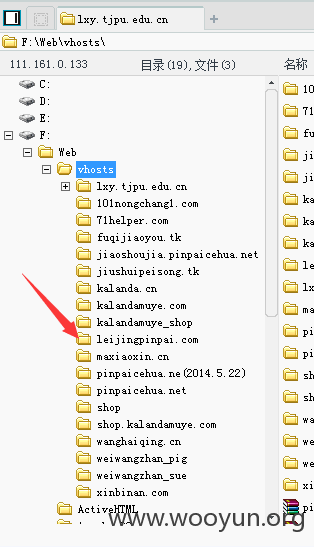 lxy.tjpu.edu.cn
F:\Web\vhosts\
111.161.0.133 目录(19),文件(3) 名称
C:
D:
E:
F:
Web
vhosts
lxy.tjpu.edu.cn
101nongchang1.com
71helper.com
fuqijiaoyou.tk
jiaoshoujia.pinpaicehua.net
jiushuipeisong.tk
kalanda.cn
kalandamuye.com
kalandamuye_shop
leijingpinpai.com
maxiaoxin.cn
pinpaicehua.ne(2014.5.22)
pinpaicehua.net
shop
shop.kalandamuye.com
wanghaiqing.cn
weiwangzhan_pig
weiwangzhan_sue
xinbinan.com
ActiveHTML
10
71
fu
ji
ji
ka
ka
ka
le
lx
ma
pi
pi
sh
sh
wa
we
we
xi
pi
www.wooyun.org